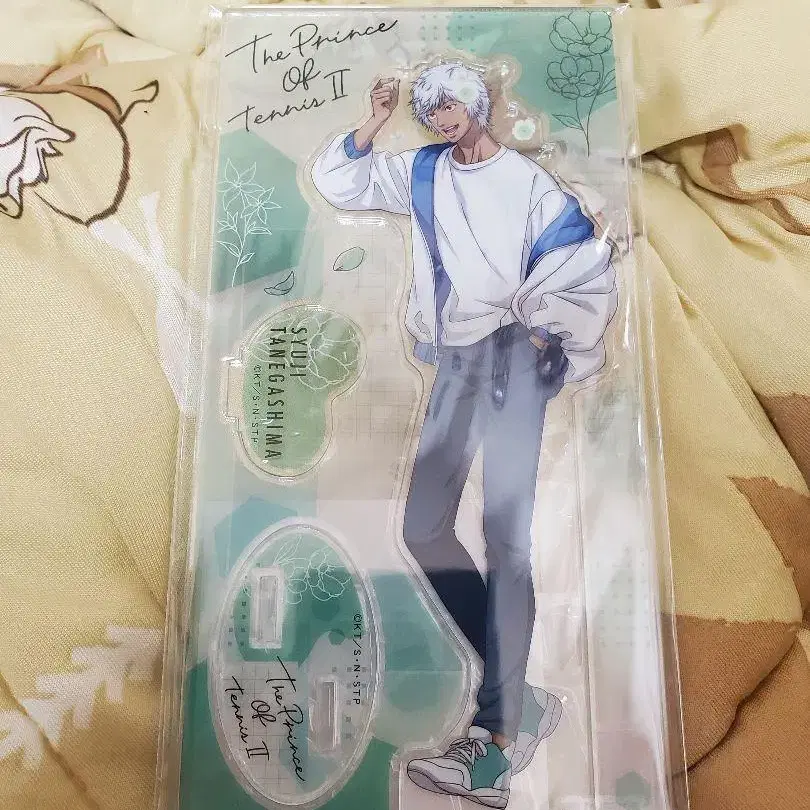 The Prince
Of
tennis II
SYUJI
TANEGASHIMA
©KT/S・N・STP
©KT/S・N・STP
The Prince
Of
tennis II